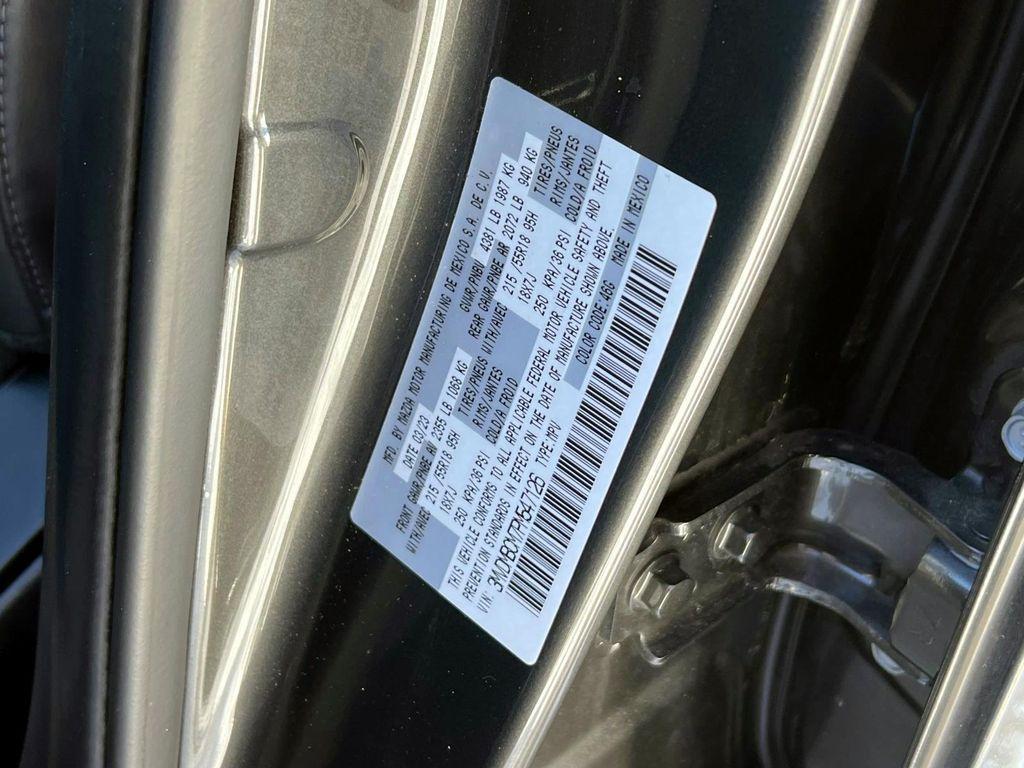 MFD. BY MAZDA MOTOR MANUFACTURING DE MEXICO S.A. DE C.V.
DATE 03/23 GVWR/PNBV 4381 LB 1987 KG
FRONT GAWR/PNBE AV 2355 LB 1068 KG REAR GAWR/PNBE AR 2072 LB 940 KG
WITH/AVEC 215 /55R18 95H TIRES/PNEUS WITH/AVEC 215 /55R18 95H TIRES/PNEUS
18X7J RIMS/JANTES 18X7J RIMS/JANTES
250 KPA/36 PSI COLD/A FROID 250 KPA/36 PSI COLD/A FROID
THIS VEHICLE CONFORMS TO ALL APPLICABLE FEDERAL MOTOR VEHICLE SAFETY AND THEFT
PREVENTION STANDARDS IN EFFECT ON THE DATE OF MANUFACTURE SHOWN ABOVE.
VIN: TYPE:MPV COLOR CODE 46G MADE IN MEXICO